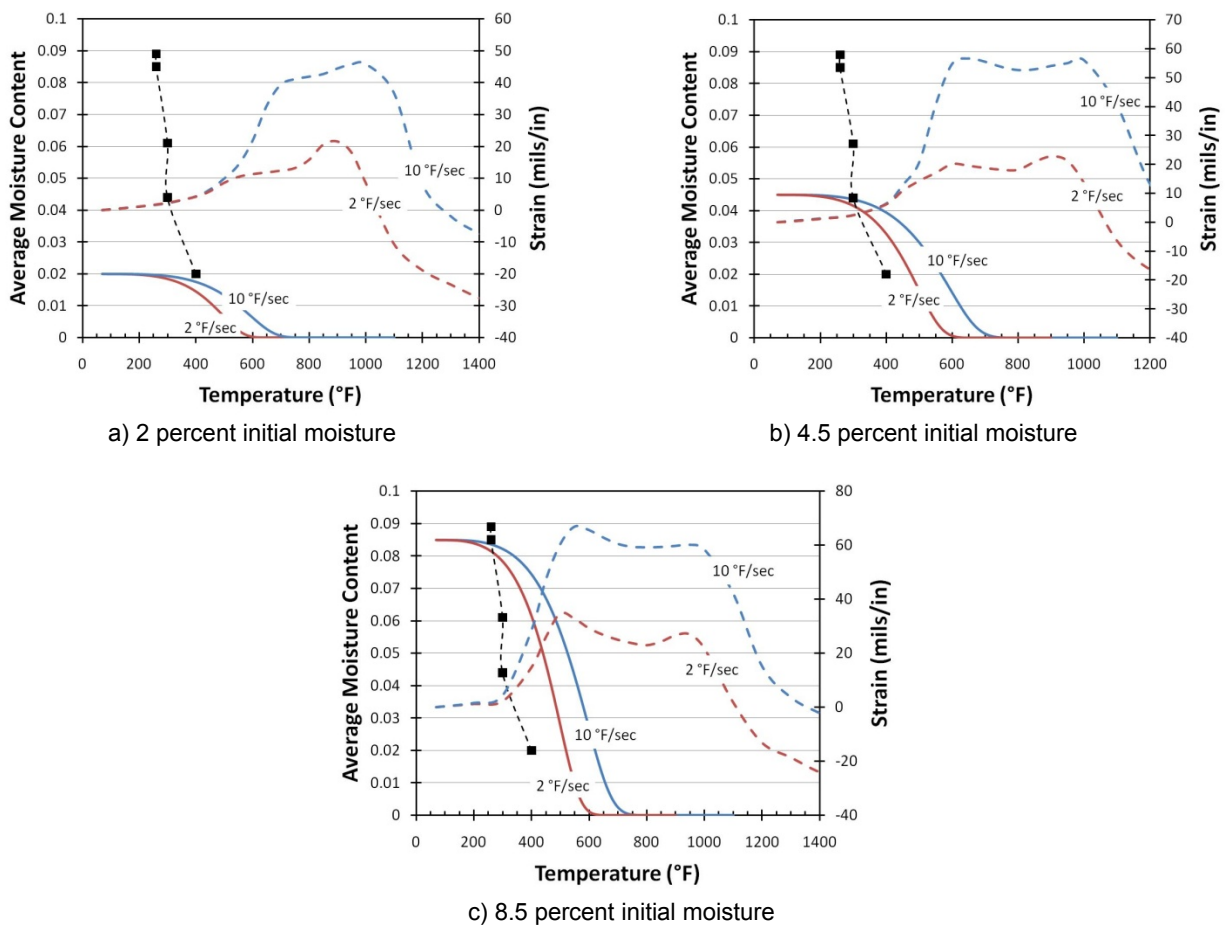 0.1
0.09
0.08
0.07
0.06
0.05
0.04
0.03
0.02
0.01
0
Average Moisture Content
60
50
40
30
20
10
0
-10
-20
-30
-40
Strain (mils/in)
10 °F/sec
2 °F/sec
10 °F/sec
2 °F/sec
0 200 400 600 800 1000 1200 1400
Temperature (°F)
a) 2 percent initial moisture
0.1
0.09
0.08
0.07
0.06
0.05
0.04
0.03
0.02
0.01
0
Average Moisture Content
70
60
50
40
30
20
10
0
-10
-20
-30
-40
Strain (mils/in)
10 °F/sec
2 °F/sec
10 °F/sec
2 °F/sec
0 200 400 600 800 1000 1200
Temperature (°F)
b) 4.5 percent initial moisture
0.1
0.09
0.08
0.07
0.06
0.05
0.04
0.03
0.02
0.01
0
Average Moisture Content
80
60
40
20
0
-20
-40
Strain (mils/in)
10 °F/sec
2 °F/sec
10 °F/sec
2 °F/sec
0 200 400 600 800 1000 1200 1400
Temperature (°F)
c) 8.5 percent initial moisture